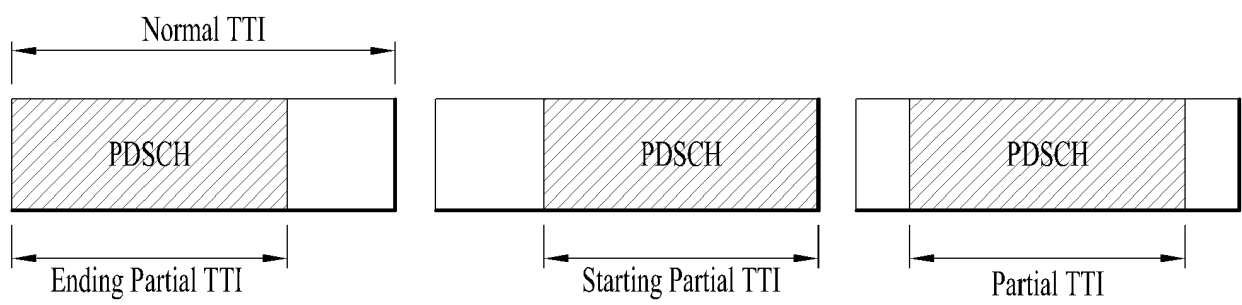 Normal TTI
PDSCH
PDSCH
PDSCH
Ending Partial TTI
Starting Partial TTI
Partial TTI